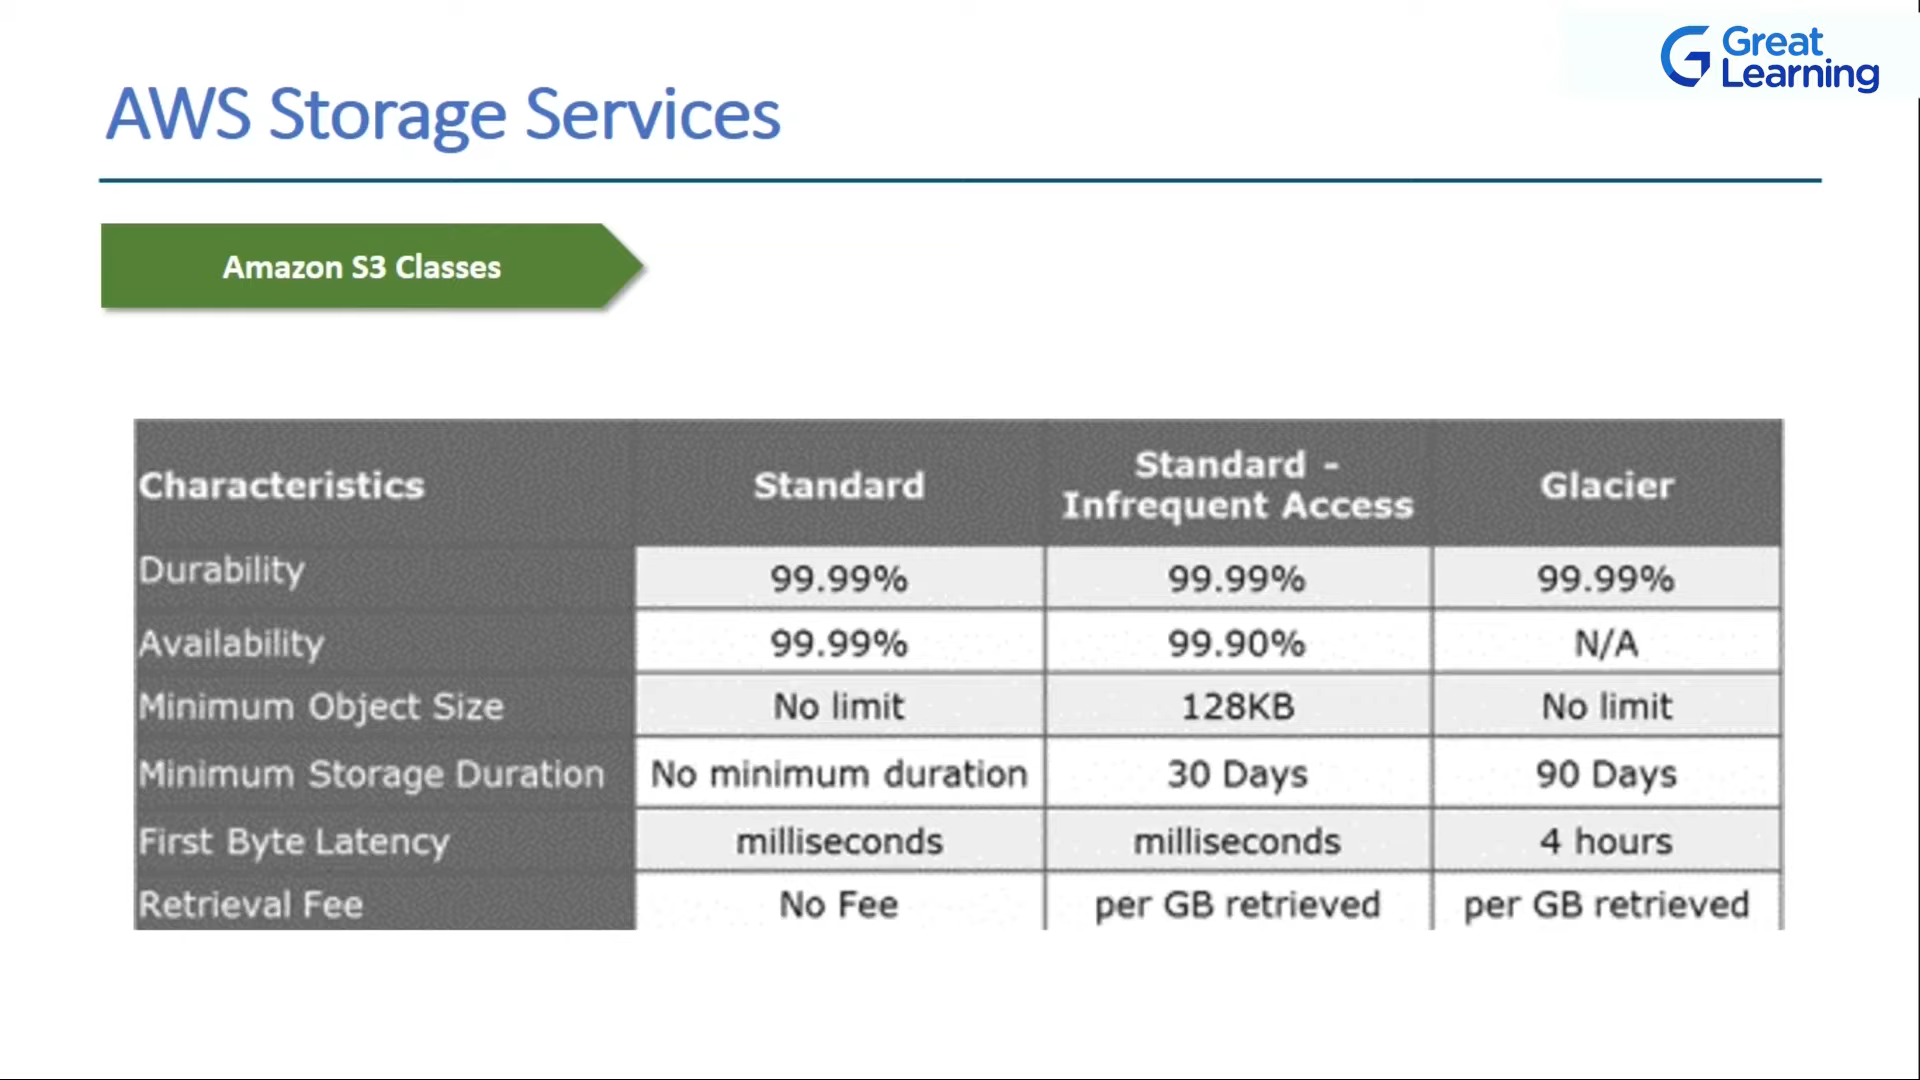 Great
Learning
AWS Storage Services
Amazon S3 Classes
Characteristics Standard Standard - Infrequent Access Glacier
Durability 99.99% 99.99% 99.99%
Availability 99.99% 99.90% N/A
Minimum Object Size No limit 128KB No limit
Minimum Storage Duration No minimum duration 30 Days 90 Days
First Byte Latency milliseconds milliseconds 4 hours
Retrieval Fee No Fee per GB retrieved per GB retrieved